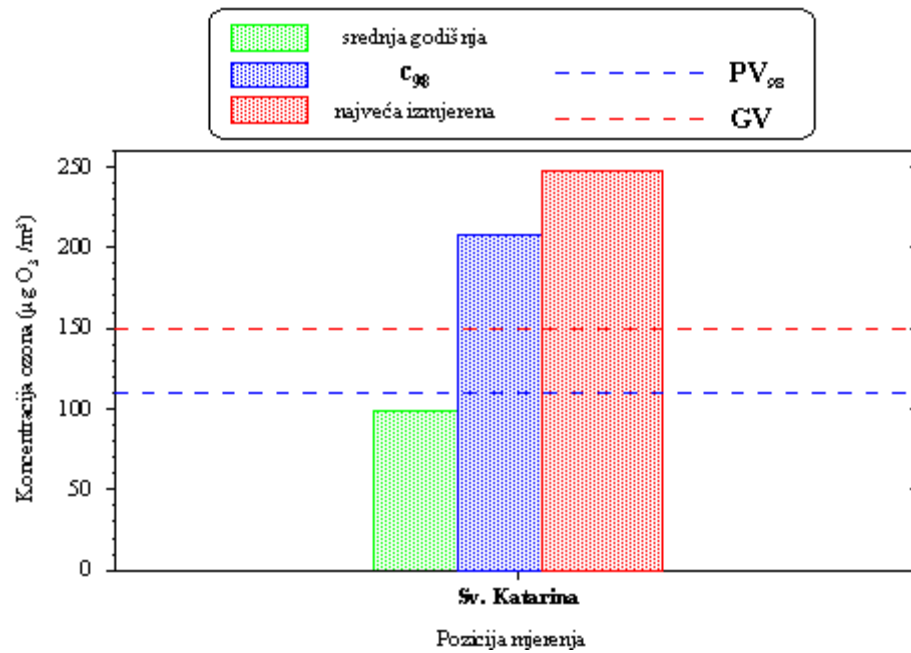 srednja godišnja
c98 PV98
najveća izmjerena GV
Koncentracija ozona (µg O3 /m³)
250
200
150
100
50
0
Sv. Katarina
Pozicija mjerenja